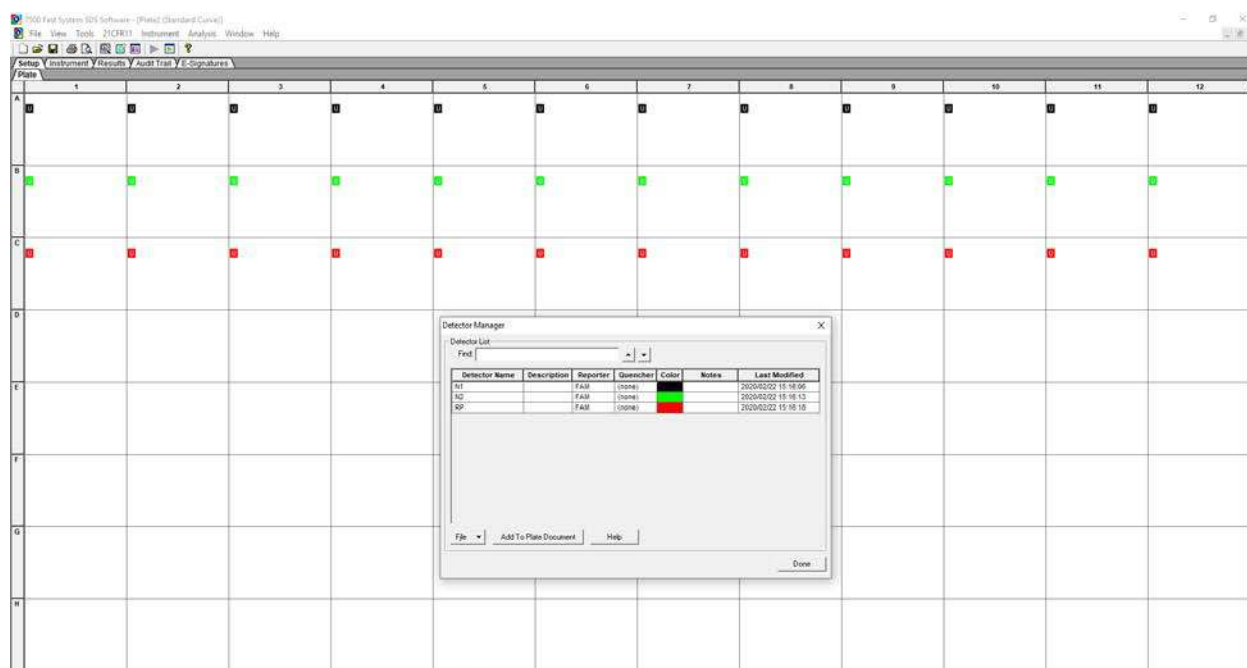 7500 Fast System SDS Software - [Plate2 (Standard Curve)]
File View Tools 21CFR11 Instrument Analysis Window Help
Setup Instrument Results Audit Trail E-Signatures
Plate
1 2 3 4 5 6 7 8 9 10 11 12
A
U U U U U U U U U U U U
B
U U U U U U U U U U U U
C
U U U U U U U U U U U U
D
Detector Manager
Detector List
Find:
Detector Name Description Reporter Quencher Color Notes Last Modified
N1 FAM (none) 2020/02/22 15:16:06
N2 FAM (none) 2020/02/22 15:16:13
RP FAM (none) 2020/02/22 15:16:18
E
F
G
File Add To Plate Document Help
Done
H